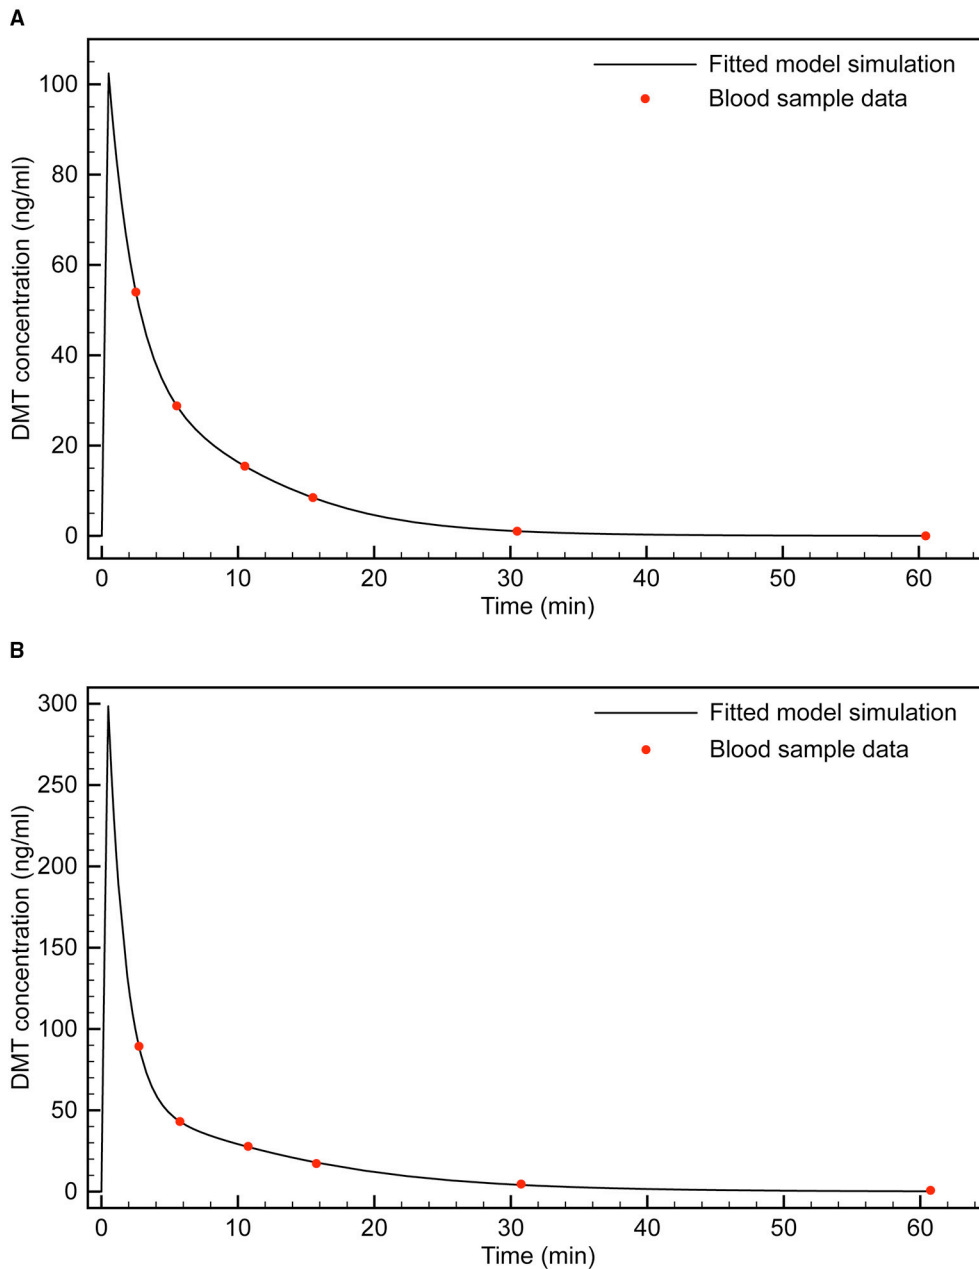 A
Fitted model simulation
Blood sample data
DMT concentration (ng/ml)
100
80
60
40
20
0
0 10 20 30 40 50 60
Time (min)
B
Fitted model simulation
Blood sample data
DMT concentration (ng/ml)
300
250
200
150
100
50
0
0 10 20 30 40 50 60
Time (min)